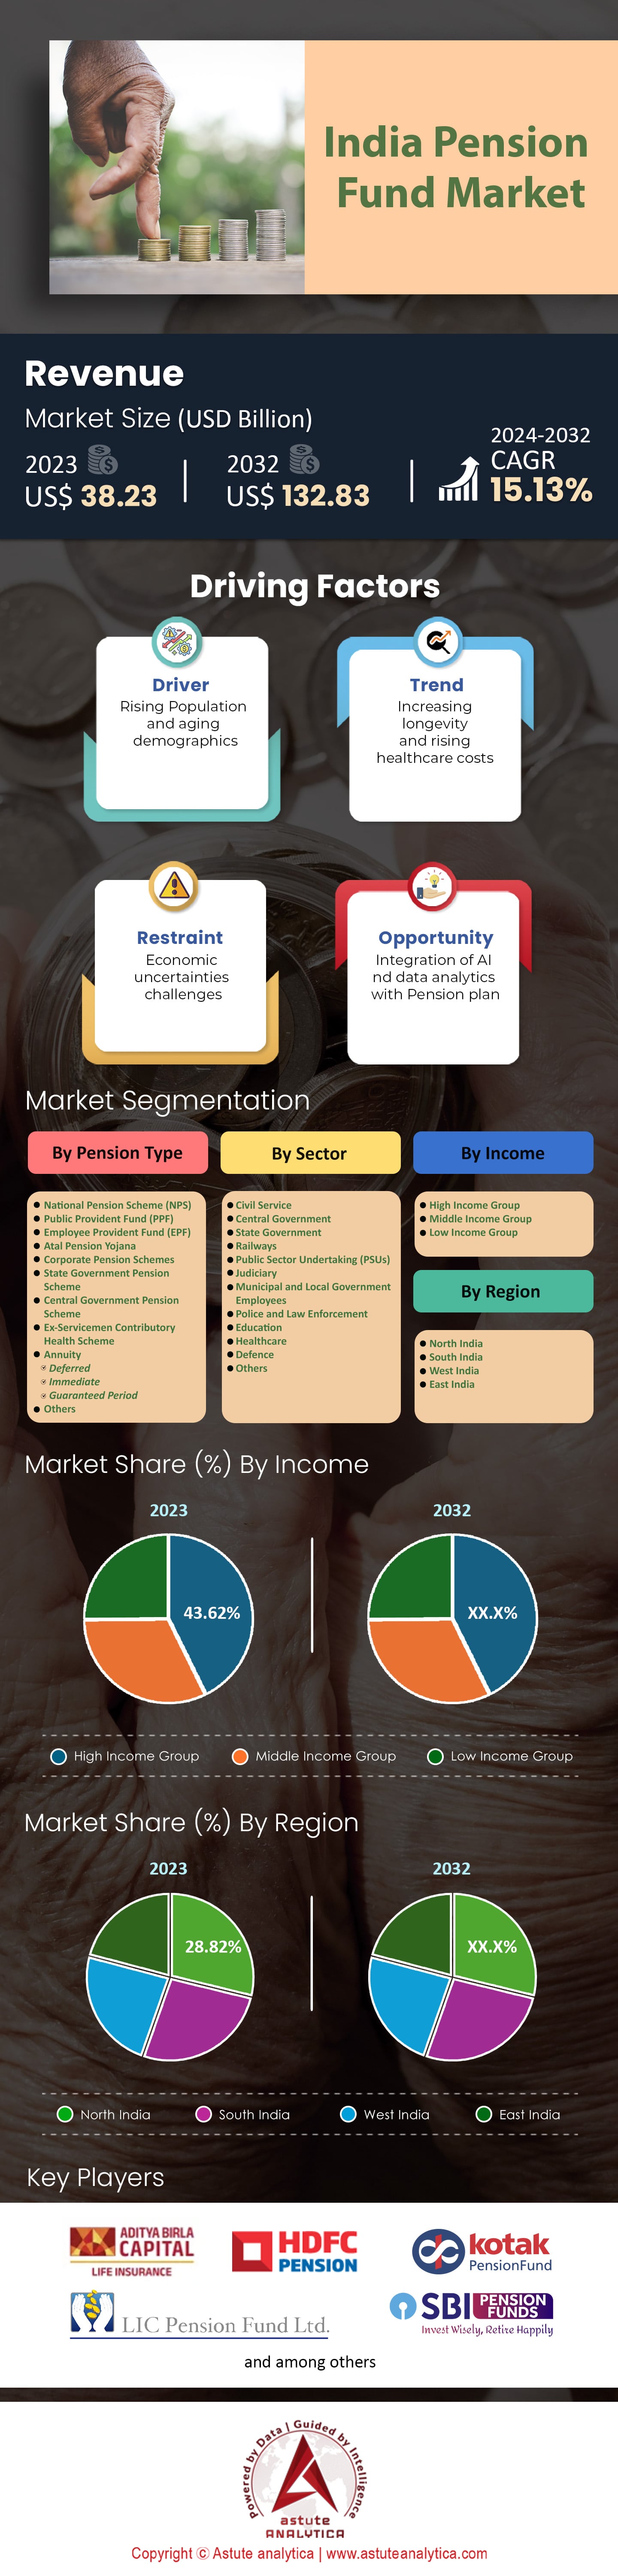 India Pension
Fund Market
Revenue
Market Size (USD Billion)
2023
US$ 38.23
2032
US$ 132.83
2024-2032
CAGR
15.13%
Driving Factors
Driver
Rising Population
and aging
demographics
Trend
Increasing
longevity
and rising
healthcare costs
Restraint
Economic
uncertainties
challenges
Opportunity
Integration of AI
nd data analytics
with Pension plan
Market Segmentation
By Pension Type
National Pension Scheme (NPS)
Public Provident Fund (PPF)
Employee Provident Fund (EPF)
Atal Pension Yojana
Corporate Pension Schemes
State Government Pension
Scheme
Central Government Pension
Scheme
Ex-Servicemen Contributory
Health Scheme
Annuity
Deferred
Immediate
Guaranteed Period
Others
By Sector
Civil Service
Central Government
State Government
Railways
Public Sector Undertaking (PSUs)
Judiciary
Municipal and Local Government
Employees
Police and Law Enforcement
Education
Healthcare
Defence
Others
By Income
High Income Group
Middle Income Group
Low Income Group
By Region
North India
South India
West India
East India
Market Share (%) By Income
2023
43.62%
2032
XX.X%
High Income Group
Middle Income Group
Low Income Group
Market Share (%) By Region
2023
28.82%
2032
XX.X%
North India
South India
West India
East India
Key Players
ADITYA BIRLA
CAPITAL
LIFE INSURANCE
HDFC
PENSION
kotak
PensionFund
LIC Pension Fund Ltd.
SBI PENSION
FUNDS
Invest Wisely, Retire Happily
and among others
Powered by Data | Guided by Intelligence
astute
ANALYTICA
Copyright © Astute analytica | www.astuteanalytica.com